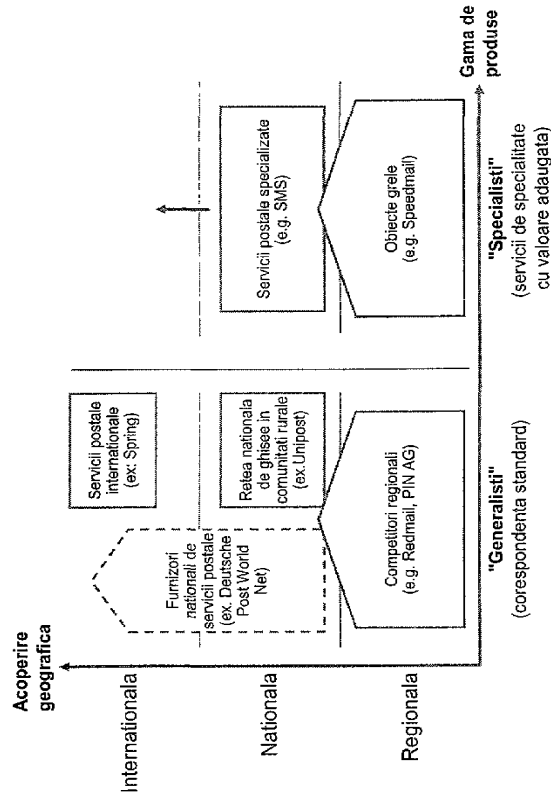 Acoperire
geografica
Internationala
Nationala
Regionala
Furnizori
nationali de
servicii postale
(ex. Deutsche
Post World
Net)
Servicii postale
internationale
(ex: Spring)
Retea nationala
de ghisee in
comunitati rurale
(ex.Unipost)
Competitori regionali
(e.g. Redmail, PIN AG)
Servicii postale specializate
(e.g. SMS)
Obiecte grele
(e.g. Speedmail)
"Generalisti"
(corespondenta standard)
"Specialisti"
(servicii de specialitate
cu valoare adaugata)
Gama de
produse